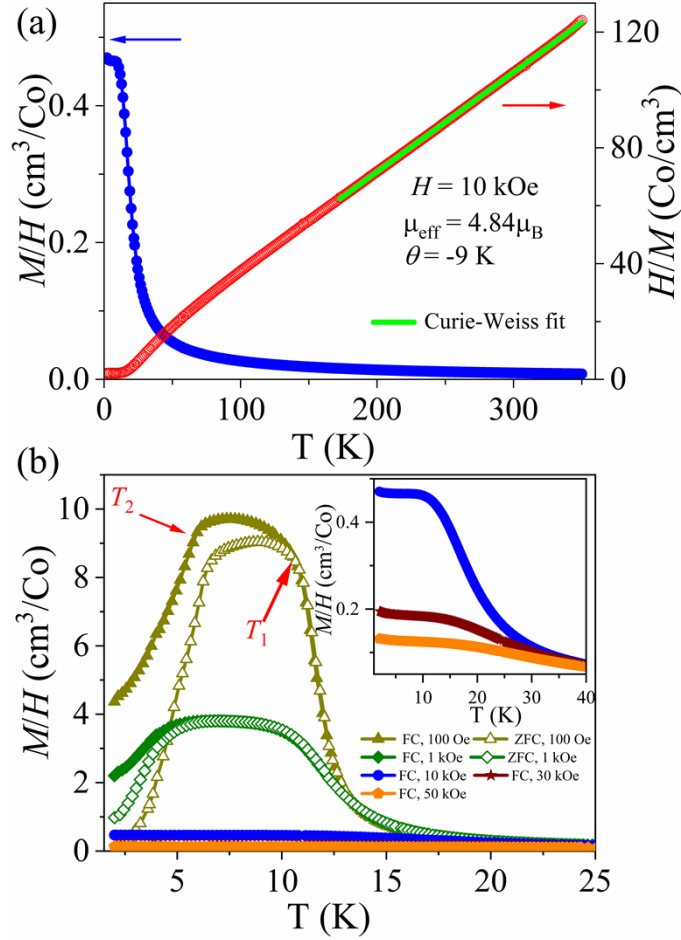 (a)
M/H (cm³/Co)
0.4
0.2
0.0
120
80
40
0
H/M (Co/cm³)
H = 10 kOe
μeff = 4.84μB
θ = -9 K
Curie-Weiss fit
0 100 200 300
T (K)
(b)
M/H (cm³/Co)
10
8
6
4
2
0
T₂
T₁
M/H (cm³/Co)
0.4
0.2
10 20 30 40
T (K)
FC, 100 Oe ZFC, 100 Oe
FC, 1 kOe ZFC, 1 kOe
FC, 10 kOe FC, 30 kOe
FC, 50 kOe
5 10 15 20 25
T (K)